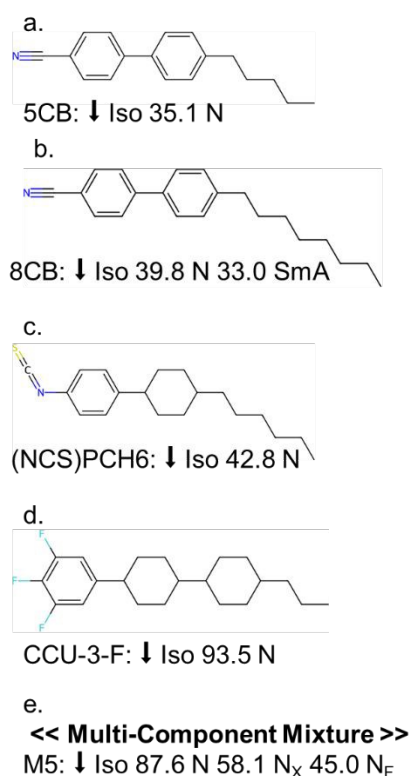 a.
N
5CB: ⬇ Iso 35.1 N
b.
N
8CB: ⬇ Iso 39.8 N 33.0 SmA
c.
S
C
N
(NCS)PCH6: ⬇ Iso 42.8 N
d.
F
F
F
CCU-3-F: ⬇ Iso 93.5 N
e.
<< Multi-Component Mixture >>
M5: ⬇ Iso 87.6 N 58.1 Nₓ 45.0 N_F